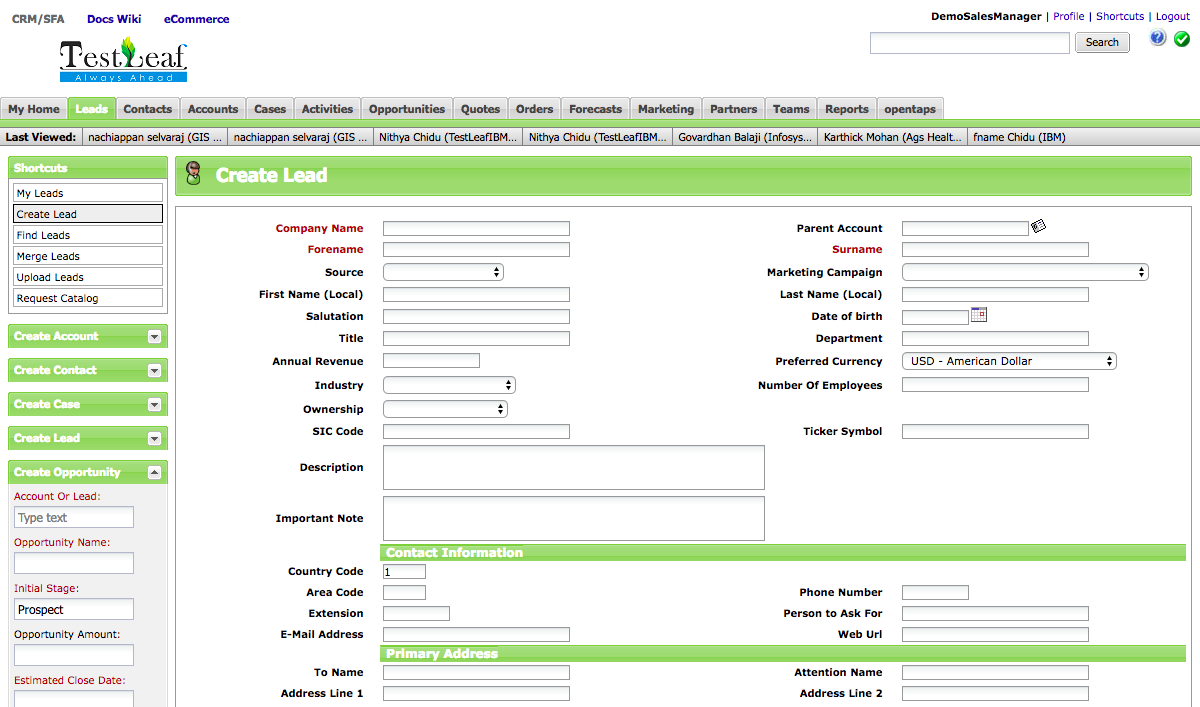 CRM/SFA Docs Wiki eCommerce
DemoSalesManager | Profile | Shortcuts | Logout
Search
TestLeaf
Always Ahead
My Home Leads Contacts Accounts Cases Activities Opportunities Quotes Orders Forecasts Marketing Partners Teams Reports opentaps
Last Viewed: nachiappan selvaraj (GIS ... nachiappan selvaraj (GIS ... Nithya Chidu (TestLeafIBM... Nithya Chidu (TestLeafIBM... Govardhan Balaji (Infosys... Karthick Mohan (Ags Healt... fname Chidu (IBM)
Shortcuts
My Leads
Create Lead
Find Leads
Merge Leads
Upload Leads
Request Catalog
Create Account
Create Contact
Create Case
Create Lead
Create Opportunity
Account Or Lead:
Type text
Opportunity Name:
Initial Stage:
Prospect
Opportunity Amount:
Estimated Close Date:
Create Lead
Company Name Parent Account
Forename Surname
Source Marketing Campaign
First Name (Local) Last Name (Local)
Salutation Date of birth
Title Department
Annual Revenue Preferred Currency USD - American Dollar
Industry Number Of Employees
Ownership
SIC Code Ticker Symbol
Description
Important Note
Contact Information
Country Code 1
Area Code Phone Number
Extension Person to Ask For
E-Mail Address Web Url
Primary Address
To Name Attention Name
Address Line 1 Address Line 2